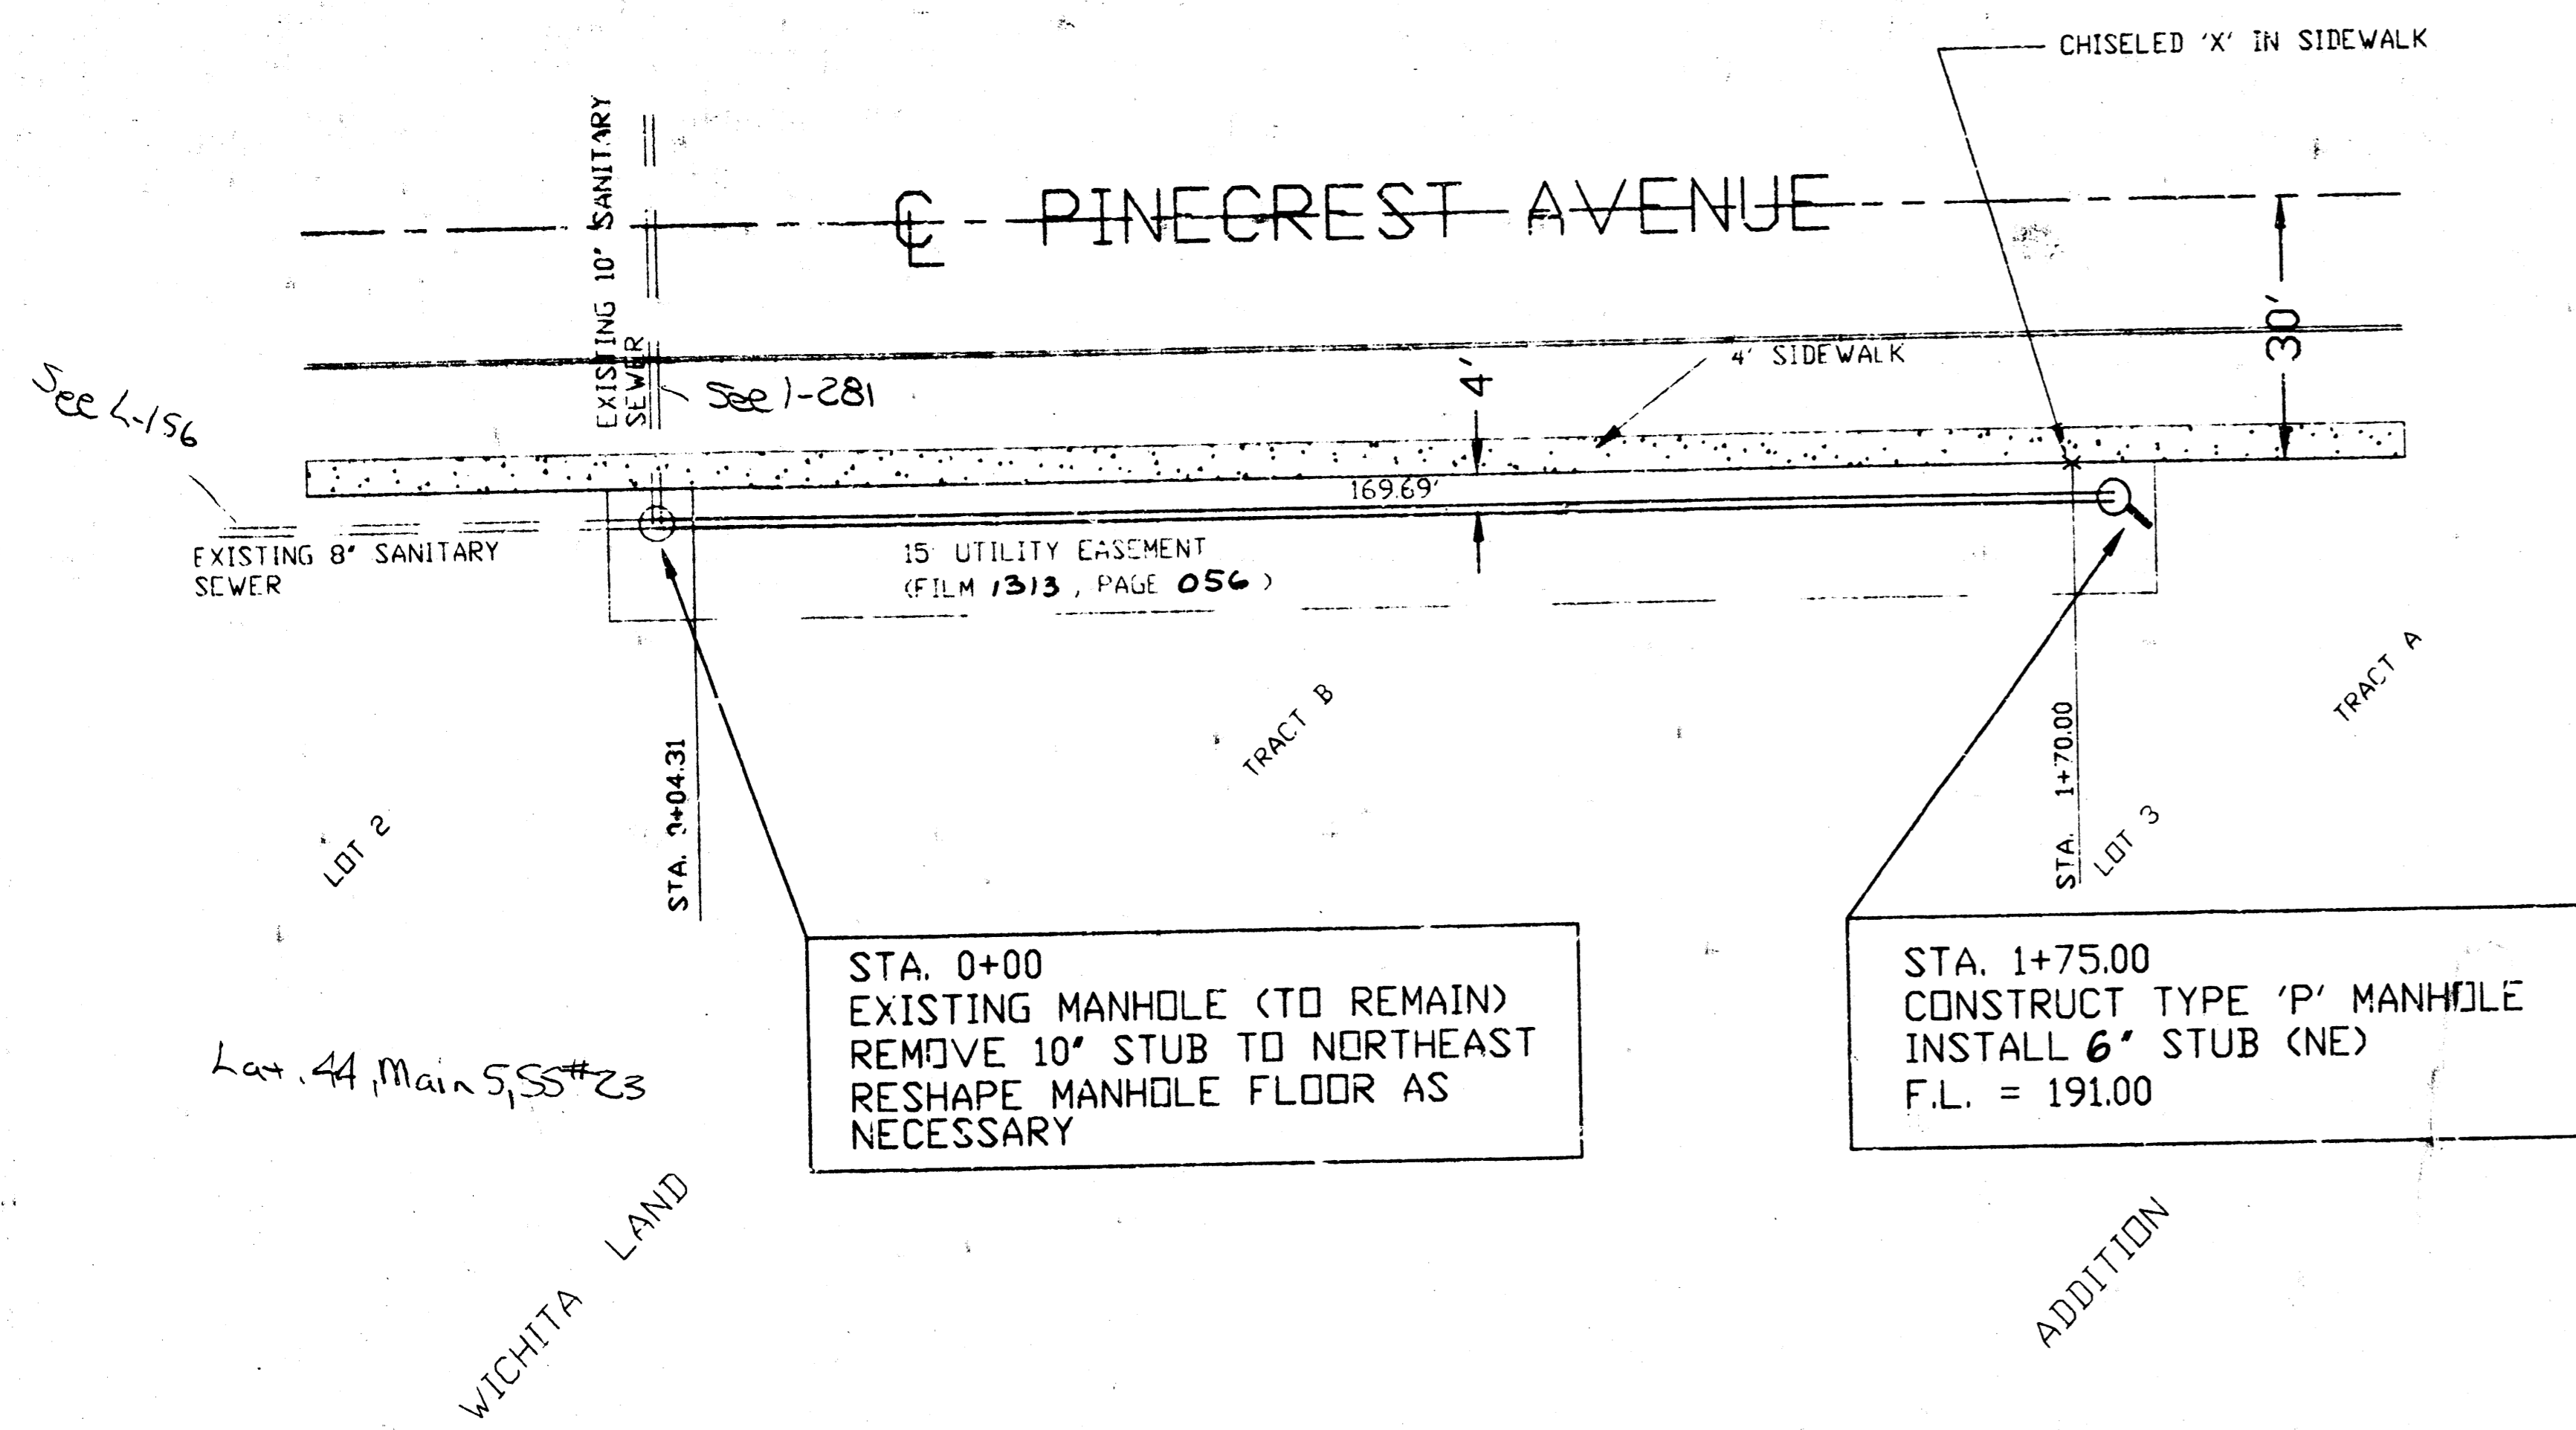 CHISELED 'X' IN SIDEWALK
EXISTING 10" SANITARY
SEWER
℄ PINECREST AVENUE
30'
4' SIDEWALK
4'
See 1-281
See L-156
169.69'
EXISTING 8" SANITARY
SEWER
15' UTILITY EASEMENT
(FILM 1313, PAGE 056)
TRACT B
TRACT A
STA. 0+04.31
STA. 1+70.00
LOT 2
LOT 3
STA. 0+00
EXISTING MANHOLE (TO REMAIN)
REMOVE 10" STUB TO NORTHEAST
RESHAPE MANHOLE FLOOR AS
NECESSARY
STA. 1+75.00
CONSTRUCT TYPE 'P' MANHOLE
INSTALL 6" STUB (NE)
F.L. = 191.00
Lat. 44, Main 5, SS #23
WICHITA LAND
ADDITION